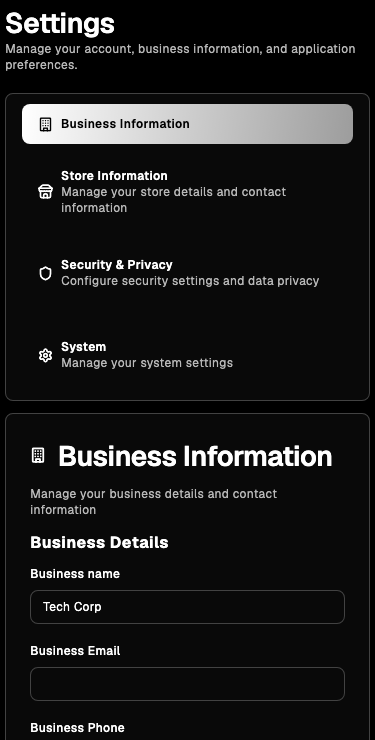 Settings
Manage your account, business information, and application
preferences.
Business Information
Store Information
Manage your store details and contact
information
Security & Privacy
Configure security settings and data privacy
System
Manage your system settings
Business Information
Manage your business details and contact
information
Business Details
Business name
Tech Corp
Business Email
Business Phone